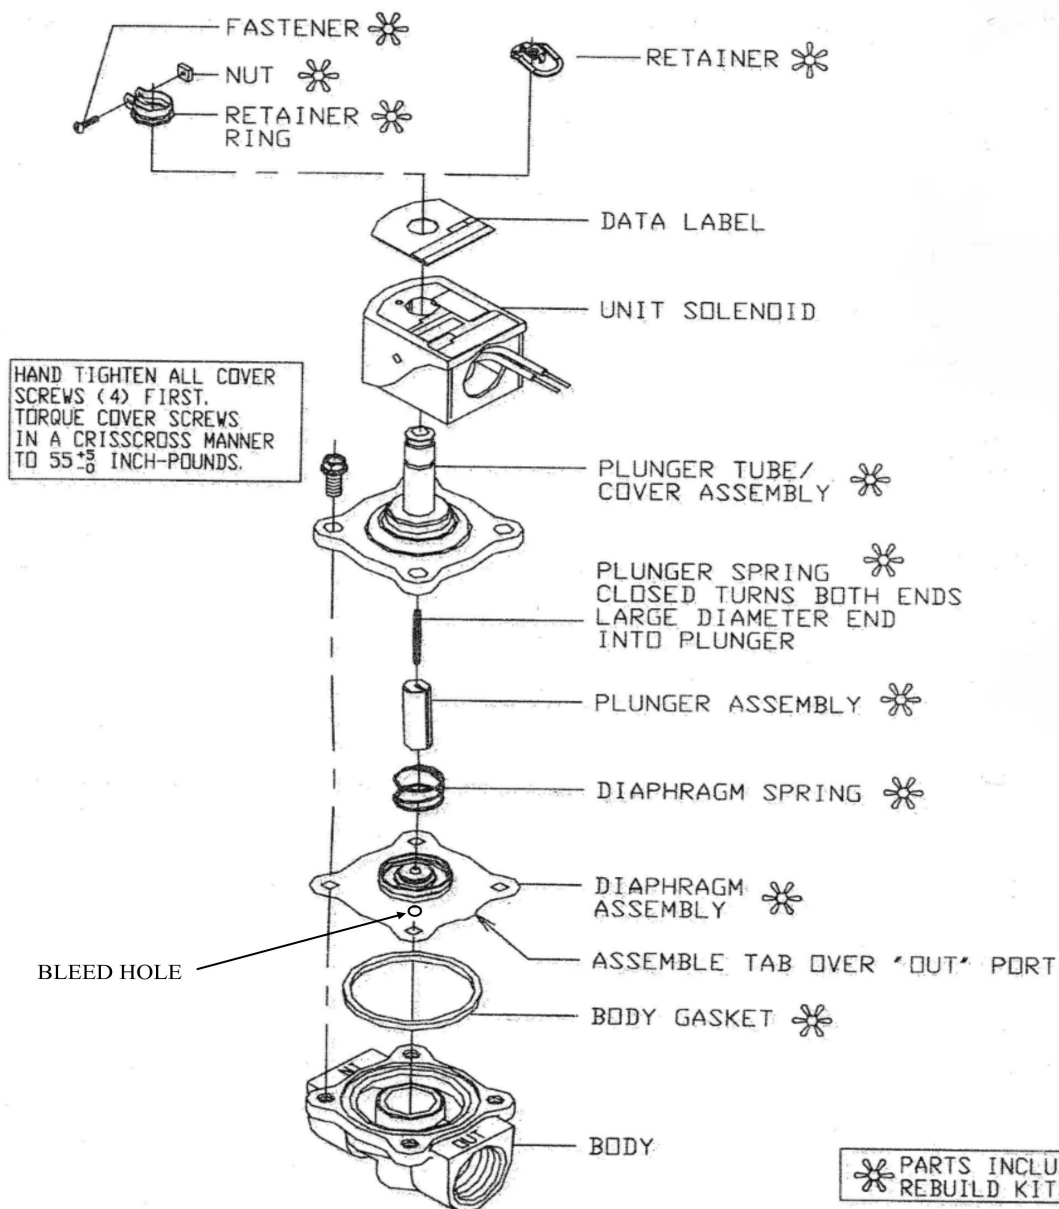 FASTENER
NUT
RETAINER
RING
RETAINER
DATA LABEL
UNIT SOLENOID
HAND TIGHTEN ALL COVER
SCREWS (4) FIRST.
TORQUE COVER SCREWS
IN A CRISSCROSS MANNER
TO 55 +5 -0 INCH-POUNDS.
PLUNGER TUBE/
COVER ASSEMBLY
PLUNGER SPRING
CLOSED TURNS BOTH ENDS
LARGE DIAMETER END
INTO PLUNGER
PLUNGER ASSEMBLY
DIAPHRAGM SPRING
DIAPHRAGM
ASSEMBLY
BLEED HOLE
ASSEMBLE TAB OVER "OUT" PORT
BODY GASKET
IN
OUT
BODY
PARTS INCLU
REBUILD KIT